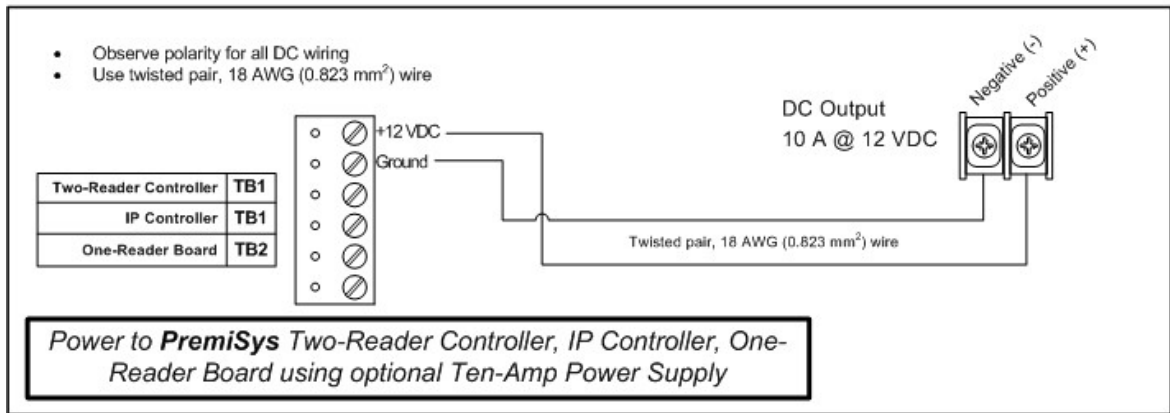 • Observe polarity for all DC wiring
• Use twisted pair, 18 AWG (0.823 mm²) wire
Negative (-)
Positive (+)
DC Output
10 A @ 12 VDC
+12 VDC
Ground
Two-Reader Controller TB1
IP Controller TB1
One-Reader Board TB2
Twisted pair, 18 AWG (0.823 mm²) wire
Power to PremiSys Two-Reader Controller, IP Controller, One-
Reader Board using optional Ten-Amp Power Supply